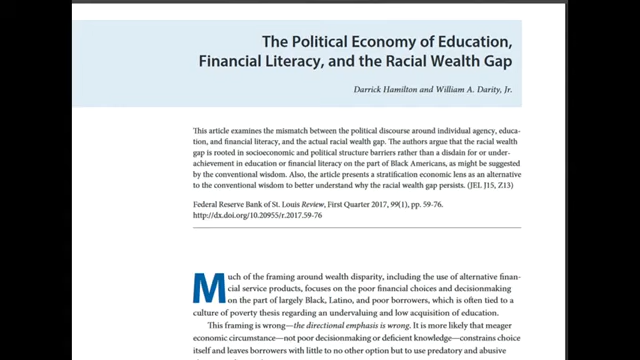 The Political Economy of Education,
Financial Literacy, and the Racial Wealth Gap
Darrick Hamilton and William A. Darity, Jr.
This article examines the mismatch between the political discourse around individual agency, educa-
tion, and financial literacy, and the actual racial wealth gap. The authors argue that the racial wealth
gap is rooted in socioeconomic and political structure barriers rather than a disdain for or under-
achievement in education or financial literacy on the part of Black Americans, as might be suggested
by the conventional wisdom. Also, the article presents a stratification economic lens as an alternative
to the conventional wisdom to better understand why the racial wealth gap persists. (JEL J15, Z13)
Federal Reserve Bank of St. Louis Review, First Quarter 2017, 99(1), pp. 59-76.
http://dx.doi.org/10.20955/r.2017.59-76
Much of the framing around wealth disparity, including the use of alternative finan-
cial service products, focuses on the poor financial choices and decisionmaking
on the part of largely Black, Latino, and poor borrowers, which is often tied to a
culture of poverty thesis regarding an undervaluing and low acquisition of education.
This framing is wrong—the directional emphasis is wrong. It is more likely that meager
economic circumstance—not poor decisionmaking or deficient knowledge—constrains choice
itself and leaves borrowers with little to no other option but to use predatory and abusive